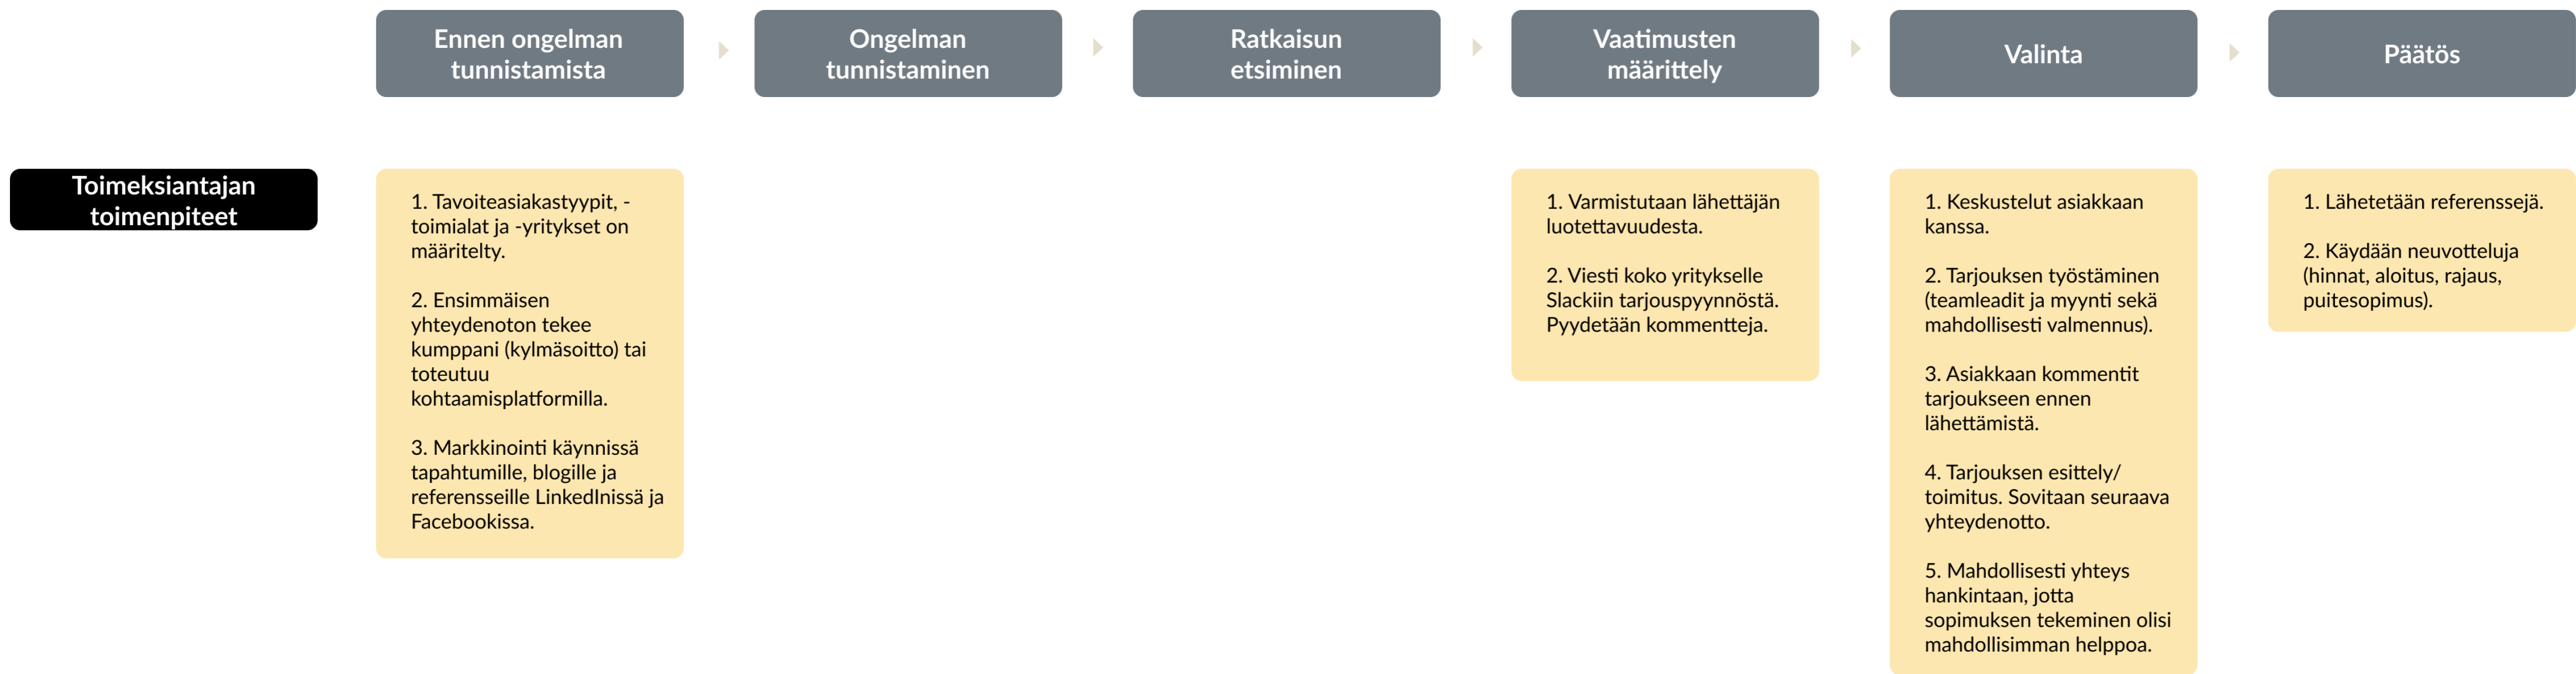 Ennen ongelman
tunnistamista
Ongelman
tunnistaminen
Ratkaisun
etsiminen
Vaatimusten
määrittely
Valinta
Päätös
Toimeksiantajan
toimenpiteet
1. Tavoiteasiakastyypit, -
toimialat ja -yritykset on
määritelty.
2. Ensimmäisen
yhteydenoton tekee
kumppani (kylmäsoitto) tai
toteutuu
kohtaamisplatformilla.
3. Markkinointi käynnissä
tapahtumille, blogille ja
referensseille LinkedInissä ja
Facebookissa.
1. Varmistutaan lähettäjän
luotettavuudesta.
2. Viesti koko yritykselle
Slackiin tarjouspyynnöstä.
Pyydetään kommentteja.
1. Keskustelut asiakkaan
kanssa.
2. Tarjouksen työstäminen
(teamleadit ja myynti sekä
mahdollisesti valmennus).
3. Asiakkaan kommentit
tarjoukseen ennen
lähettämistä.
4. Tarjouksen esittely/
toimitus. Sovitaan seuraava
yhteydenotto.
5. Mahdollisesti yhteys
hankintaan, jotta
sopimuksen tekeminen olisi
mahdollisimman helppoa.
1. Lähetetään referenssejä.
2. Käydään neuvotteluja
(hinnat, aloitus, rajaus,
puitesopimus).